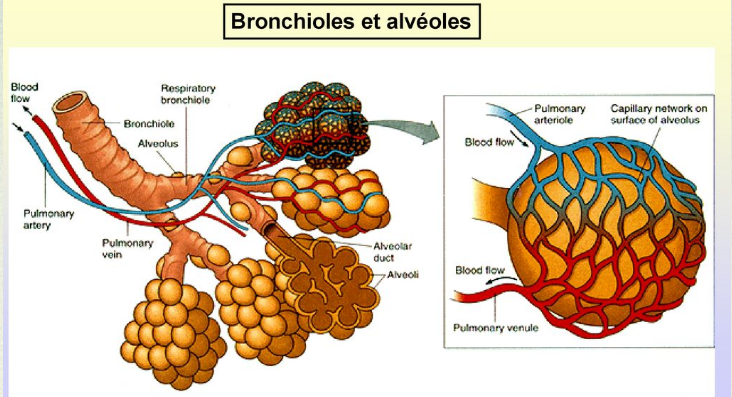 Bronchioles et alvéoles
Blood
flow
Respiratory
bronchiole
Bronchiole
Alveolus
Pulmonary
artery
Pulmonary
vein
Alveolar
duct
Alveoli
Pulmonary
arteriole
Capillary network on
surface of alveolus
Blood flow
Blood flow
Pulmonary venule